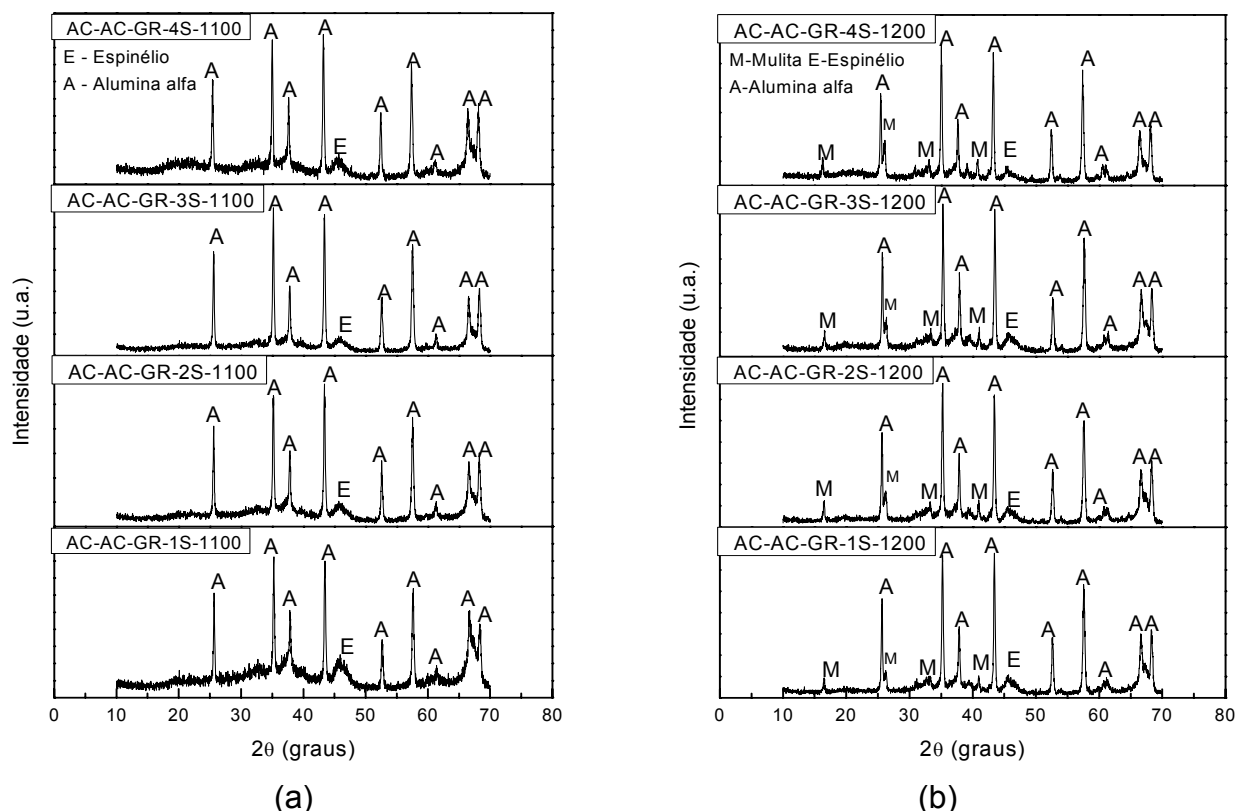 AC-AC-GR-4S-1100
E - Espinélio
A - Alumina alfa
A A A A E A A A A A
AC-AC-GR-3S-1100
A A A A E A A A A A
AC-AC-GR-2S-1100
A A A A E A A A A A
AC-AC-GR-1S-1100
A A A A E A A A A A
Intensidade (u.a.)
0 10 20 30 40 50 60 70 80
2θ (graus)
(a)
AC-AC-GR-4S-1200
M-Mulita E-Espinélio
A-Alumina alfa
M A M M A A M A E A A A A A
AC-AC-GR-3S-1200
M A M M A A M A E A A A A A
AC-AC-GR-2S-1200
M A M M A A M A E A A A A A
AC-AC-GR-1S-1200
M A M M A A M A E A A A A A
Intensidade (u.a.)
0 10 20 30 40 50 60 70 80
2θ (graus)
(b)